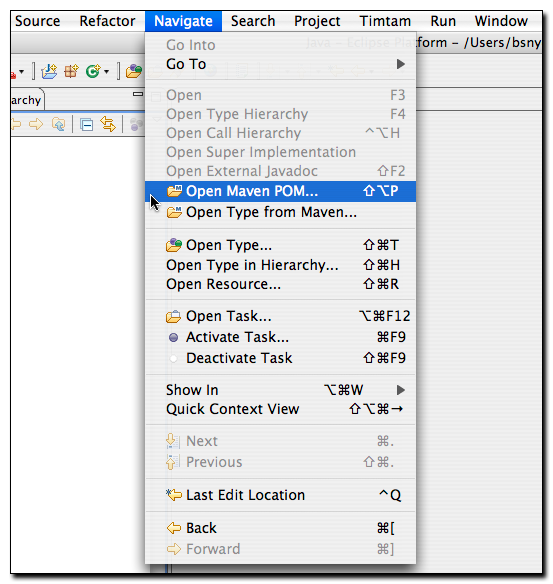 Source Refactor Navigate Search Project Timtam Run Window
Java – Eclipse Platform – /Users/bsny
archy
Go Into
Go To
Open F3
Open Type Hierarchy F4
Open Call Hierarchy ^⌥H
Open Super Implementation
Open External Javadoc ⇧F2
Open Maven POM... ⇧⌥P
Open Type from Maven...
Open Type... ⇧⌘T
Open Type in Hierarchy... ⇧⌘H
Open Resource... ⇧⌘R
Open Task... ⌥⌘F12
Activate Task... ⌘F9
Deactivate Task ⇧⌘F9
Show In ⌥⌘W
Quick Context View ⇧⌥⌘→
Next ⌘.
Previous ⇧⌘.
Last Edit Location ^Q
Back ⌘[
Forward ⌘]